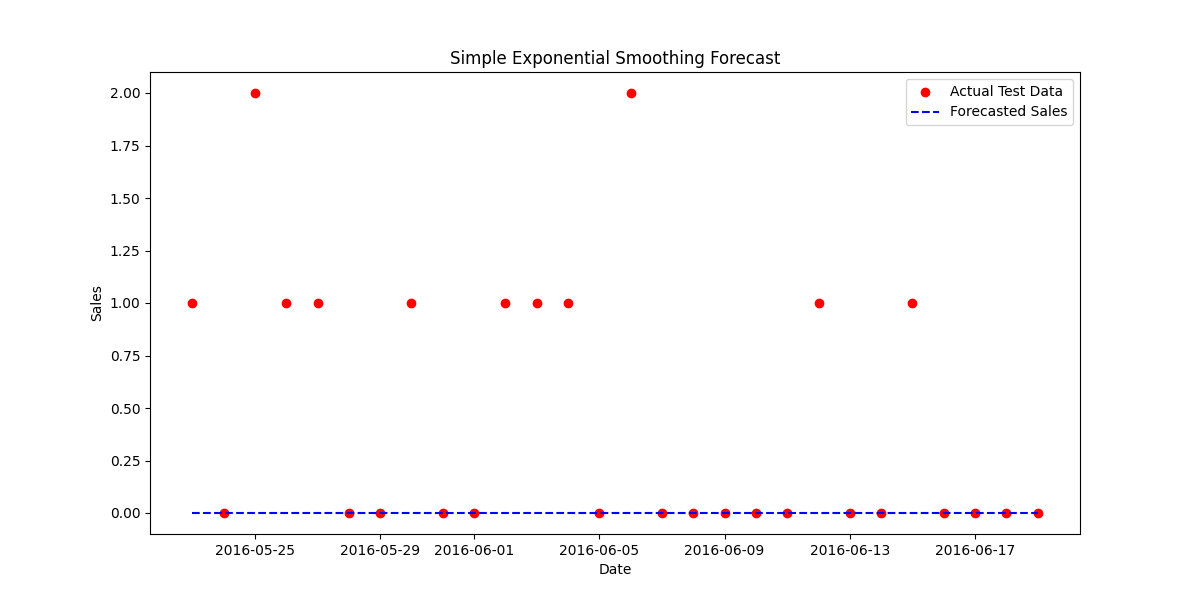 Simple Exponential Smoothing Forecast
Actual Test Data
Forecasted Sales
2.00
1.75
1.50
1.25
1.00
0.75
0.50
0.25
0.00
Sales
2016-05-25 2016-05-29 2016-06-01 2016-06-05 2016-06-09 2016-06-13 2016-06-17
Date